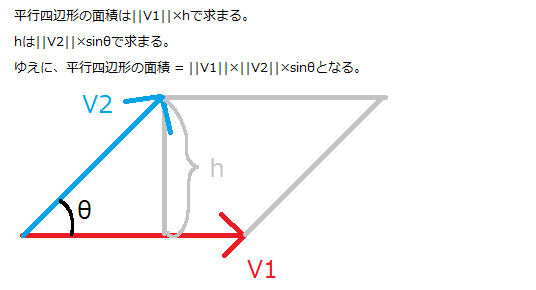 平行四辺形の面積は||V1||×hで求まる。
hは||V2||×sinθで求まる。
ゆえに、平行四辺形の面積 = ||V1||×||V2||×sinθとなる。
V2
h
θ
V1